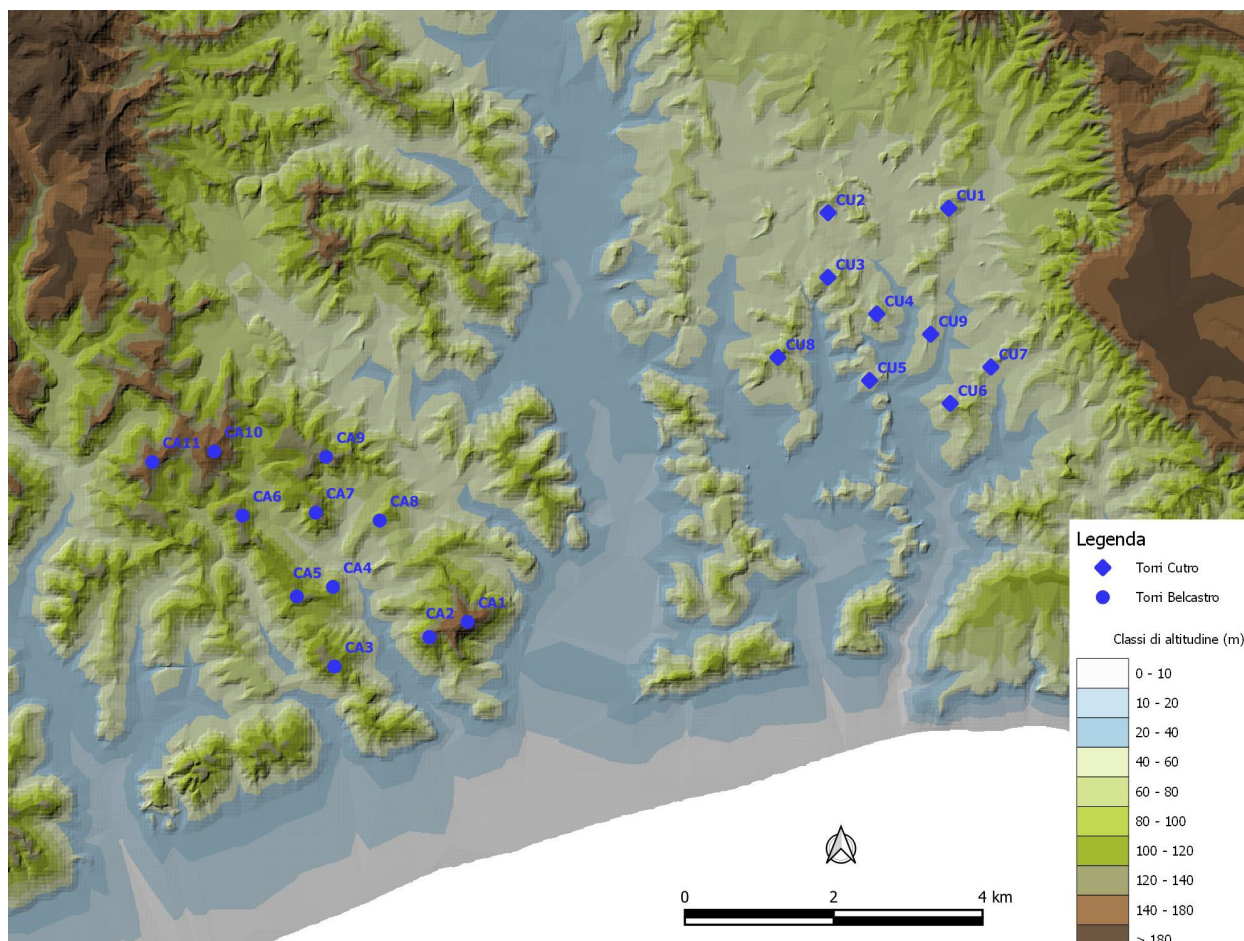 CU2
CU1
CU3
CU4
CU9
CU8
CU7
CU5
CU6
CA11
CA10
CA9
CA6
CA7
CA8
CA5
CA4
CA2
CA1
CA3
Legenda
Torri Cutro
Torri Belcastro
Classi di altitudine (m)
0 - 10
10 - 20
20 - 40
40 - 60
60 - 80
80 - 100
100 - 120
120 - 140
140 - 180
> 180
0 2 4 km